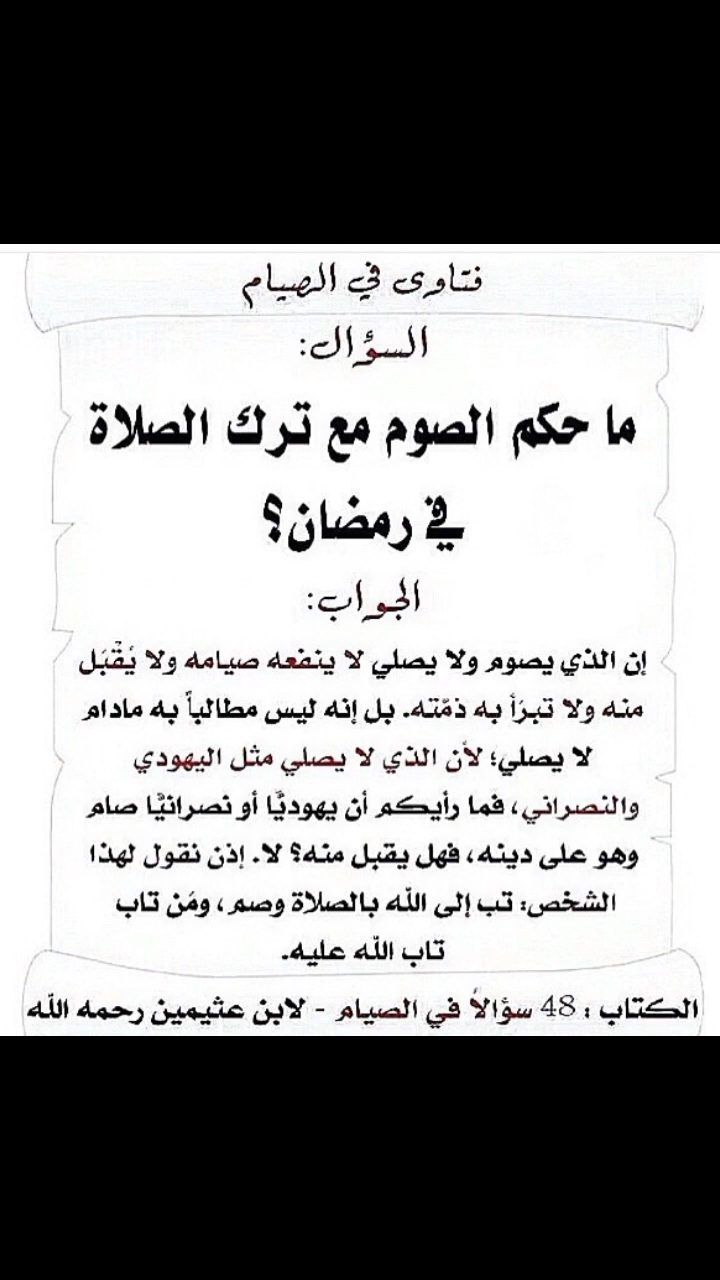 فتاوى في الصيام
السؤال:
ما حكم الصوم مع ترك الصلاة
في رمضان؟
الجواب:
إن الذي يصوم ولا يصلي لا ينفعه صيامه ولا يُقْبَل
منه ولا تبرَأ به ذمّته. بل إنه ليس مطالباً به مادام
لا يصلي؛ لأن الذي لا يصلي مثل اليهودي
والنصراني، فما رأيكم أن يهوديًّا أو نصرانيًّا صام
وهو على دينه، فهل يقبل منه؟ لا. إذن نقول لهذا
الشخص: تب إلى الله بالصلاة وصم، ومَن تاب
تاب الله عليه.
الكتاب : 48 سؤالاً في الصيام - لابن عثيمين رحمه الله